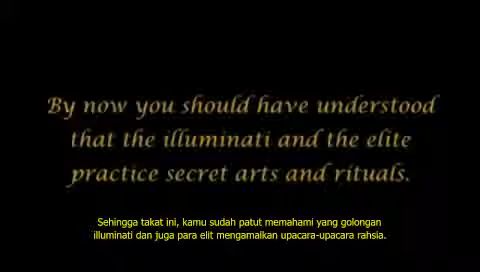 By now you should have understood
that the illuminati and the elite
practice secret arts and rituals.
Sehingga takat ini, kamu sudah patut memahami yang golongan
illuminati dan juga para elit mengamalkan upacara-upacara rahsia.